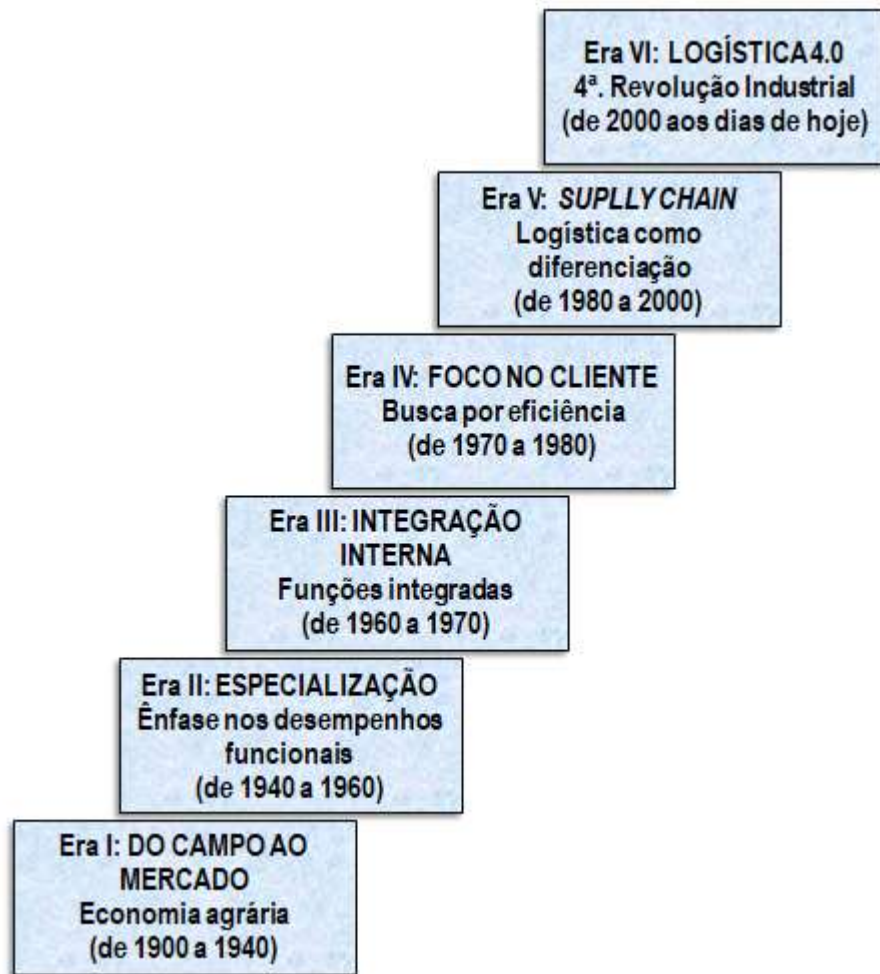 Era VI: LOGÍSTICA 4.0
4ª. Revolução Industrial
(de 2000 aos dias de hoje)
Era V: SUPLLY CHAIN
Logística como
diferenciação
(de 1980 a 2000)
Era IV: FOCO NO CLIENTE
Busca por eficiência
(de 1970 a 1980)
Era III: INTEGRAÇÃO
INTERNA
Funções integradas
(de 1960 a 1970)
Era II: ESPECIALIZAÇÃO
Ênfase nos desempenhos
funcionais
(de 1940 a 1960)
Era I: DO CAMPO AO
MERCADO
Economia agrária
(de 1900 a 1940)